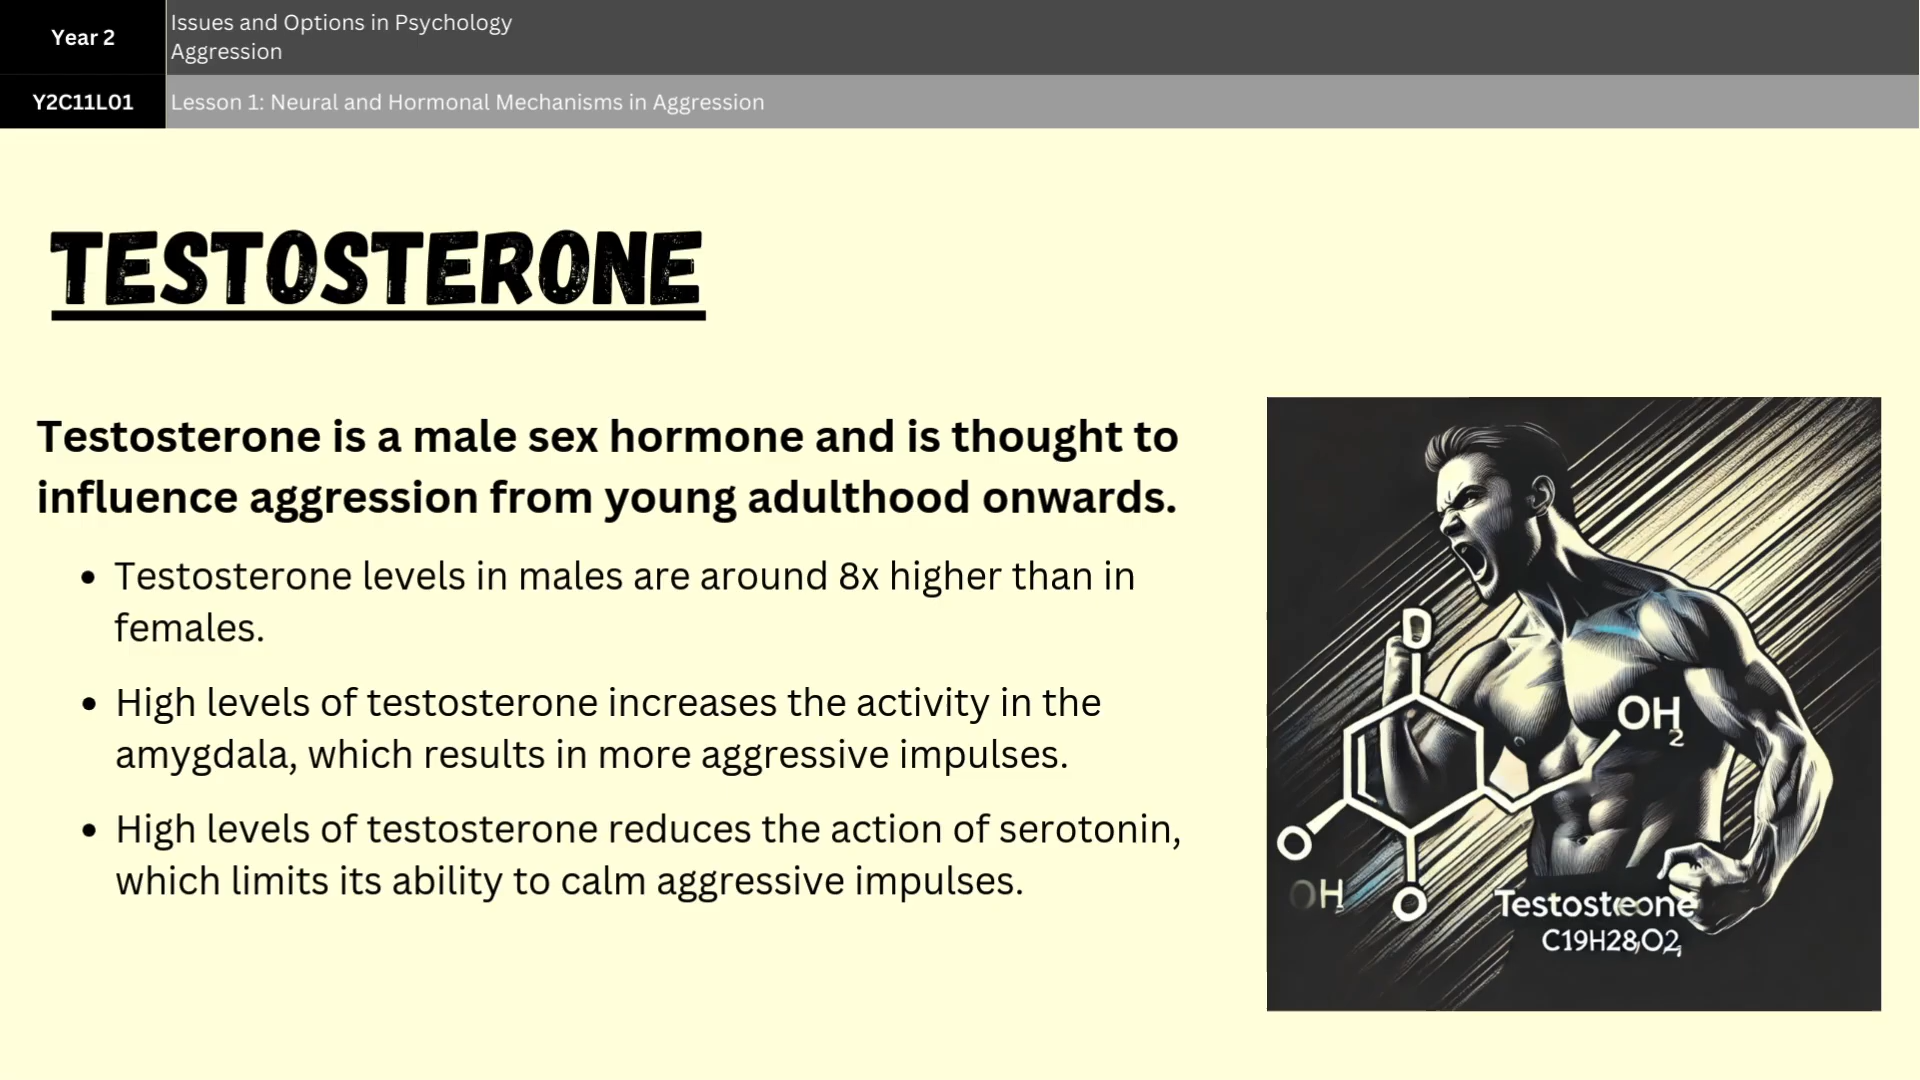 Year 2
Issues and Options in Psychology
Aggression
Y2C11L01
Lesson 1: Neural and Hormonal Mechanisms in Aggression
TESTOSTERONE
Testosterone is a male sex hormone and is thought to
influence aggression from young adulthood onwards.
• Testosterone levels in males are around 8x higher than in
females.
• High levels of testosterone increases the activity in the
amygdala, which results in more aggressive impulses.
• High levels of testosterone reduces the action of serotonin,
which limits its ability to calm aggressive impulses.
D
OH2
O
OH
O
Testosteone
C19H28,O2,